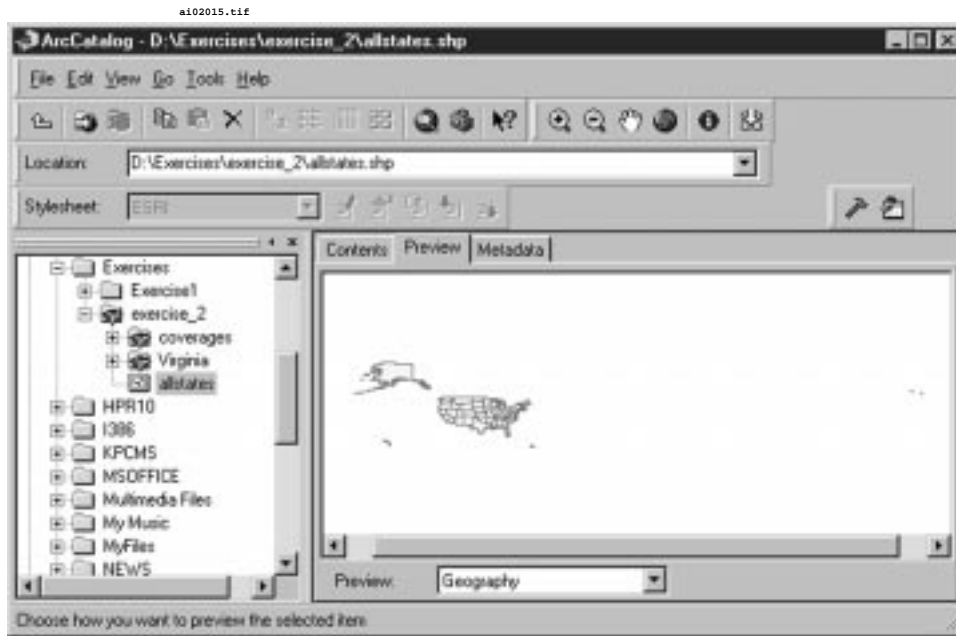 ai02015.tif
ArcCatalog - D:\Exercises\exercise_2\allstates.shp
File Edit View Go Tools Help
Location: D:\Exercises\exercise_2\allstates.shp
Stylesheet: ESRI
Contents Preview Metadata
Exercises
Exercise1
exercise_2
coverages
Virginia
allstates
HPR10
I386
KPCMS
MSOFFICE
Multimedia Files
My Music
MyFiles
NEWS
Preview: Geography
Choose how you want to preview the selected item